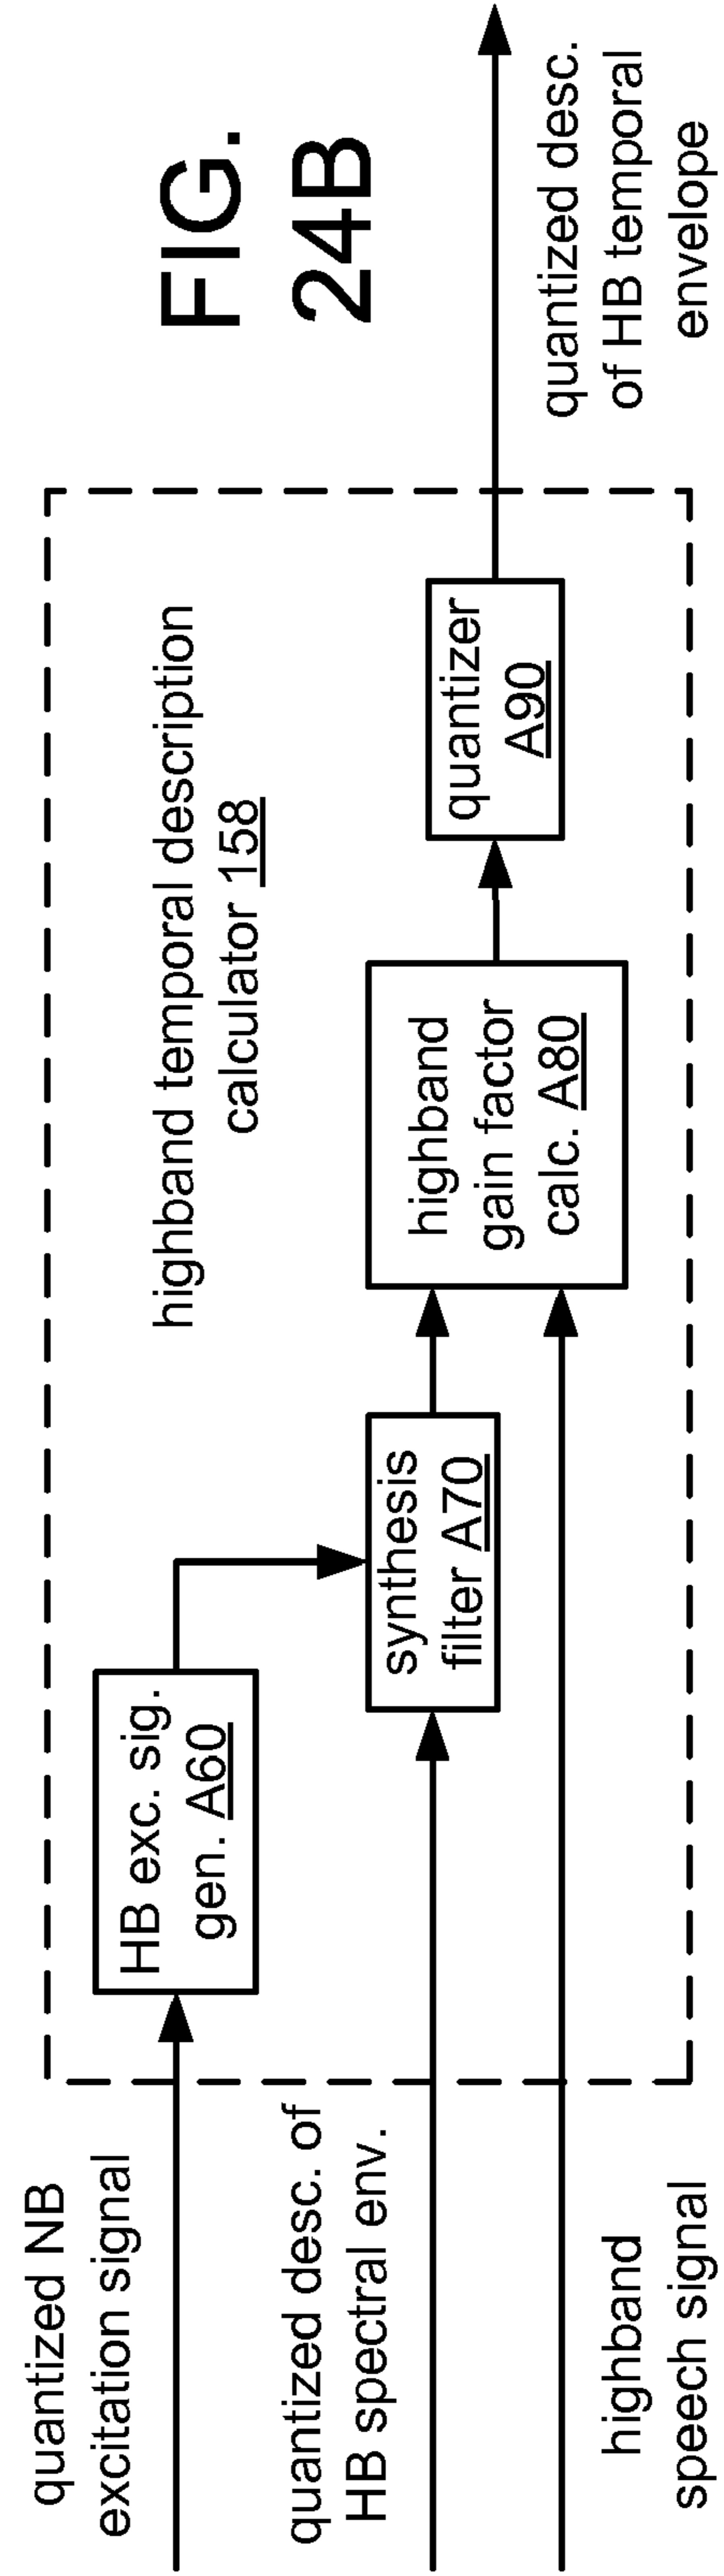 FIG.
24B
quantized NB
excitation signal
quantized desc. of
HB spectral env.
highband
speech signal
highband temporal description
calculator 158
HB exc. sig.
gen. A60
synthesis
filter A70
highband
gain factor
calc. A80
quantizer
A90
quantized desc.
of HB temporal
envelope